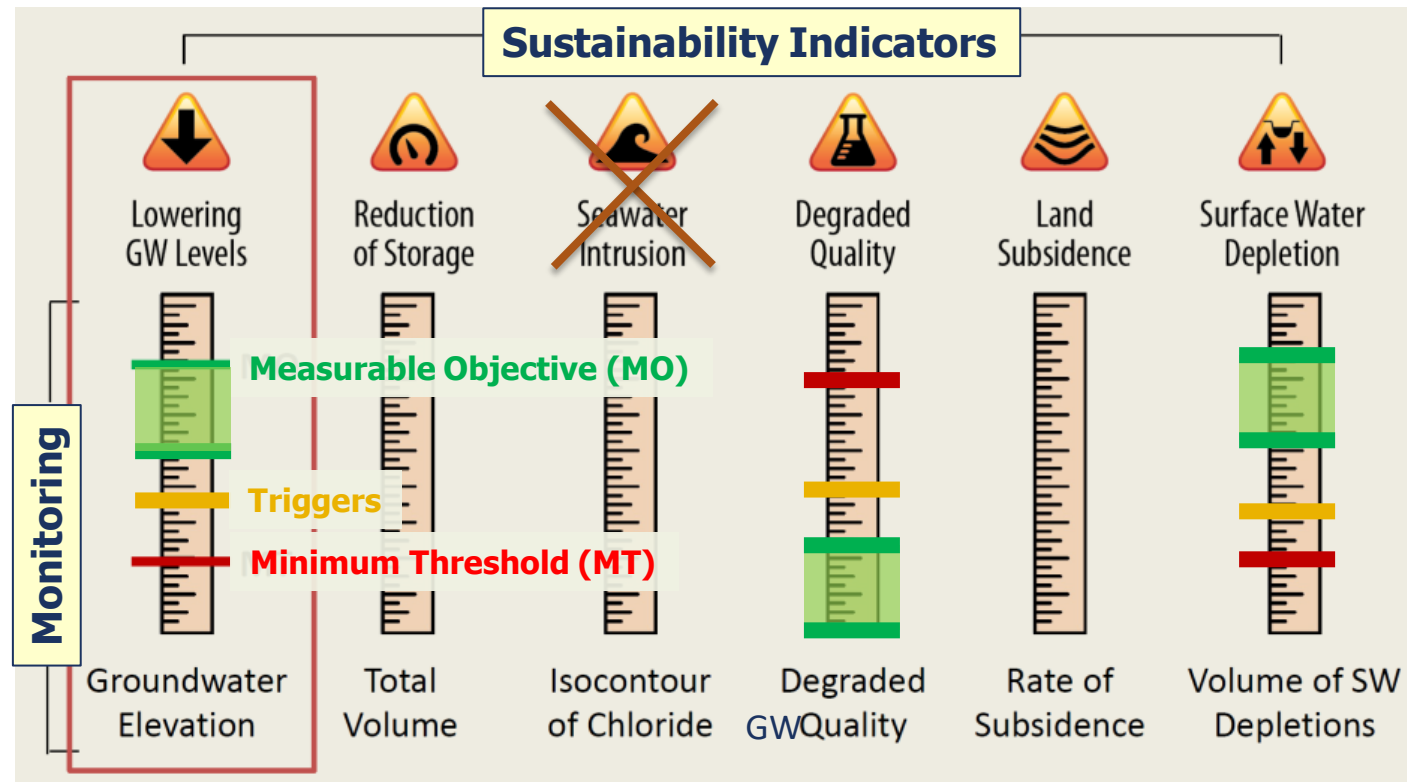 Sustainability Indicators
Lowering
GW Levels
Reduction
of Storage
Seawater
Intrusion
Degraded
Quality
Land
Subsidence
Surface Water
Depletion
Measurable Objective (MO)
Triggers
Minimum Threshold (MT)
Monitoring
Groundwater
Elevation
Total
Volume
Isocontour
of Chloride
Degraded
GW Quality
Rate of
Subsidence
Volume of SW
Depletions